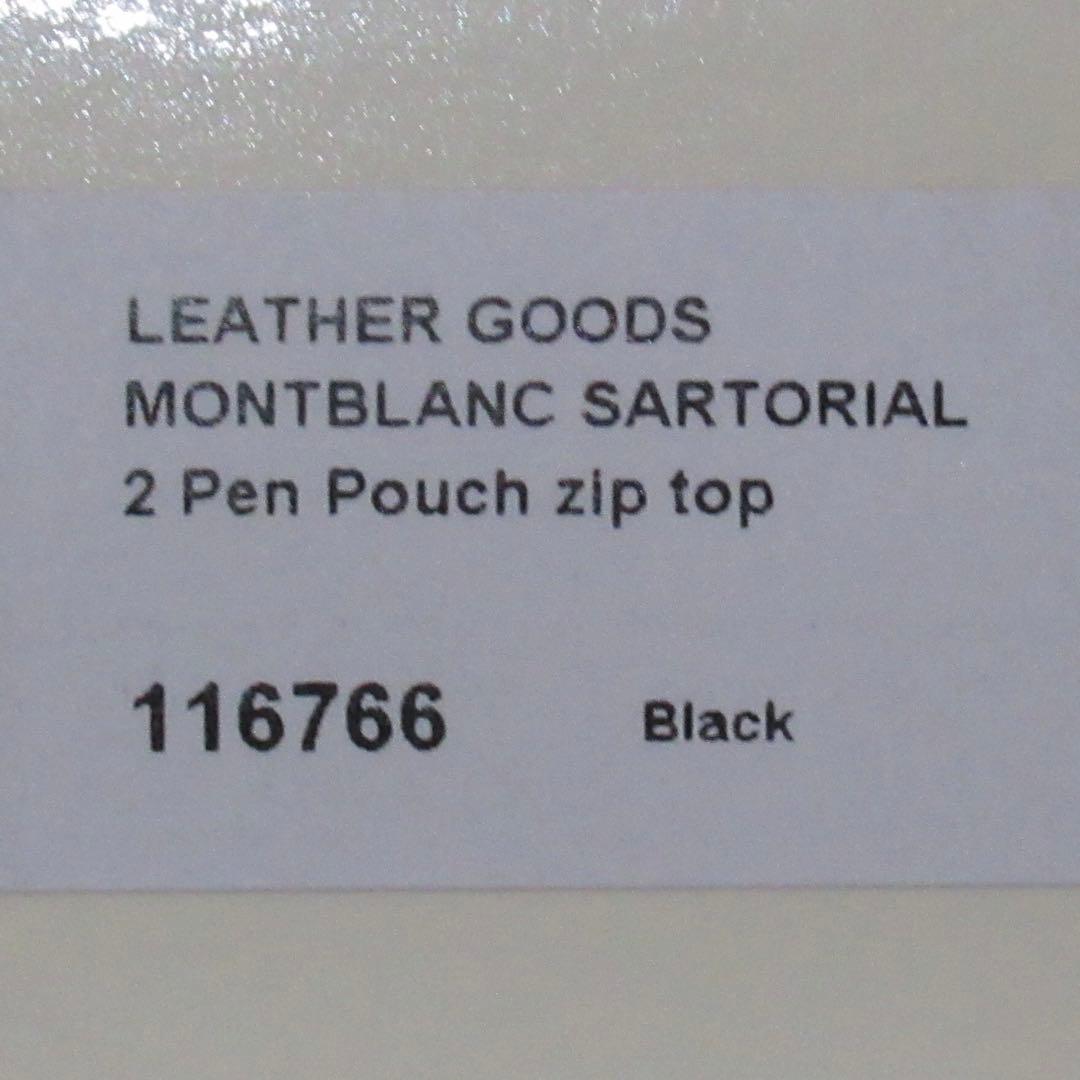 LEATHER GOODS
MONTBLANC SARTORIAL
2 Pen Pouch zip top
116766 Black